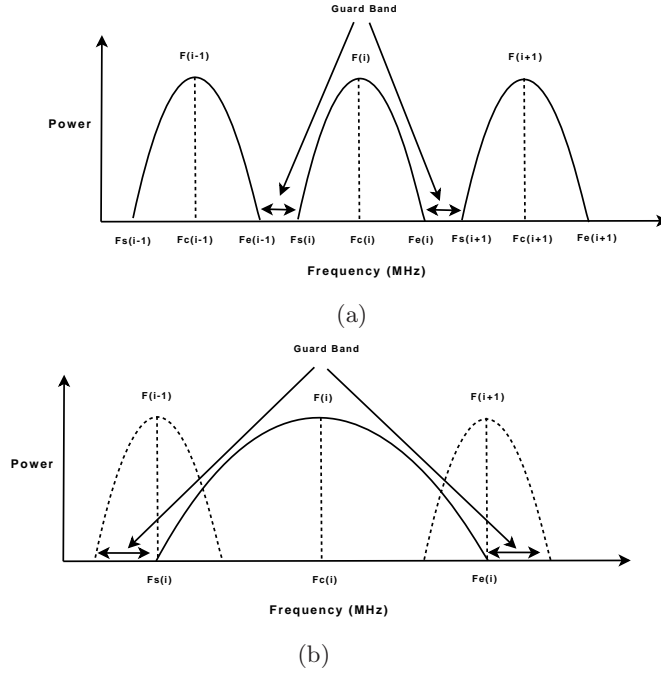 Guard Band
F(i-1) F(i) F(i+1)
Power
Fs(i-1) Fc(i-1) Fe(i-1) Fs(i) Fc(i) Fe(i) Fs(i+1) Fc(i+1) Fe(i+1)
Frequency (MHz)
(a)
Guard Band
F(i-1) F(i) F(i+1)
Power
Fs(i) Fc(i) Fe(i)
Frequency (MHz)
(b)